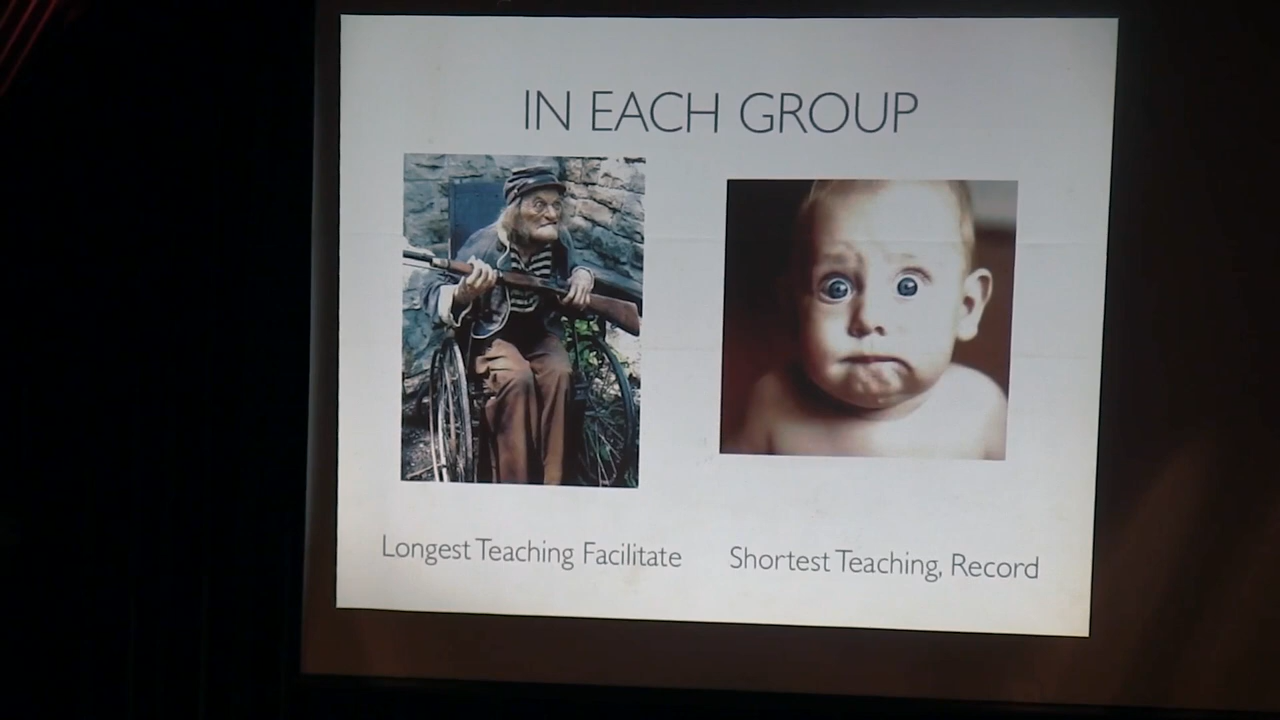 IN EACH GROUP
Longest Teaching Facilitate
Shortest Teaching, Record